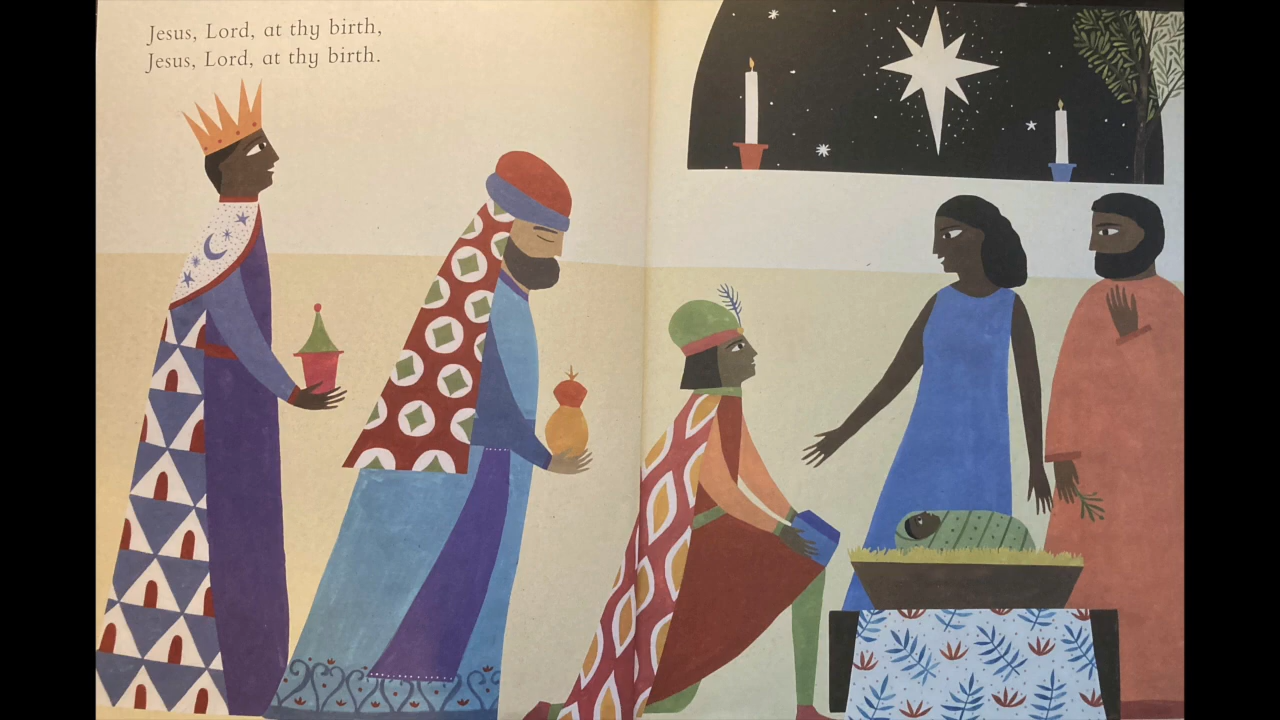 Jesus, Lord, at thy birth,
Jesus, Lord, at thy birth.